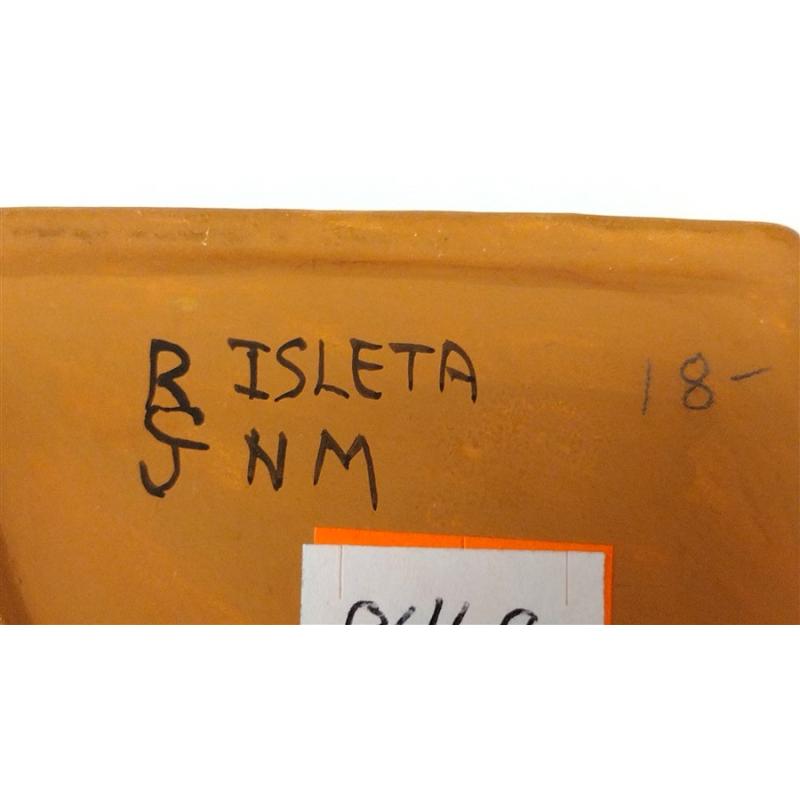 R ISLETA 18-
J NM